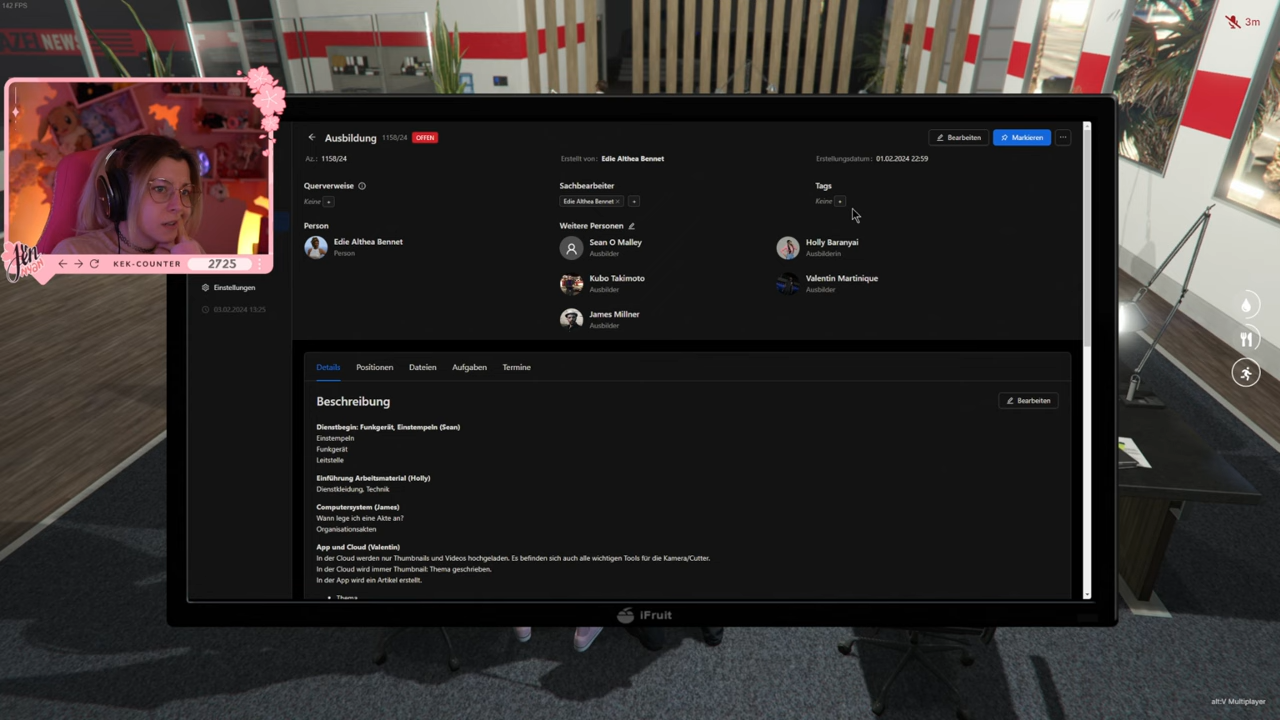 142 FPS
AZEL NEWS
3m
Ausbildung 1158/24 OFFEN
Bearbeiten
Markieren
Az.: 1158/24
Erstellt von: Edie Althea Bennet
Erstellungsdatum: 01.02.2024 22:59
Querverweise
Keine +
Sachbearbeiter
Edie Althea Bennet × +
Tags
Keine +
Person
Edie Althea Bennet
Person
Weitere Personen
Sean O Malley
Holly Baranyai
Ausbilderin
Kubo Takimoto
Ausbilder
Valentin Martinique
Ausbilder
James Millner
Ausbilder
Jen
Nyan
KEK-COUNTER 2725
Einstellungen
03.02.2024 13:25
Details Positionen Dateien Aufgaben Termine
Beschreibung
Bearbeiten
Dienstbegin: Funkgerät, Einstempeln (Sean)
Einstempeln
Funkgerät
Leitstelle
Einführung Arbeitsmaterial (Holly)
Dienstkleidung, Technik
Computersystem (James)
Wann lege ich eine Akte an?
Organisationsakten
App und Cloud (Valentin)
In der Cloud werden nur Thumbnails und Videos hochgeladen. Es befinden sich auch alle wichtigen Tools für die Kamera/Cutter.
In der Cloud wird immer Thumbnail: Thema geschrieben.
In der App wird ein Artikel erstellt.
• Thema
iFruit
alt:V Multiplayer